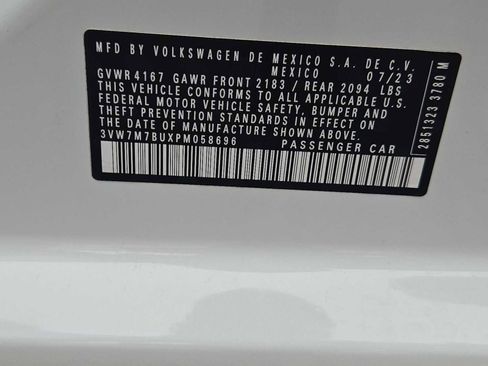 MFD BY VOLKSWAGEN DE MEXICO S.A. DE C.V.
MEXICO 07/23
GVWR 4167 GAWR FRONT 2183 / REAR 2094 LBS
THIS VEHICLE CONFORMS TO ALL APPLICABLE U.S.
FEDERAL MOTOR VEHICLE SAFETY, BUMPER AND
THEFT PREVENTION STANDARDS IN EFFECT ON THE
DATE OF MANUFACTURE SHOWN ABOVE.
3VW7M7BUXPM058696 PASSENGER CAR
2851323 3780 M